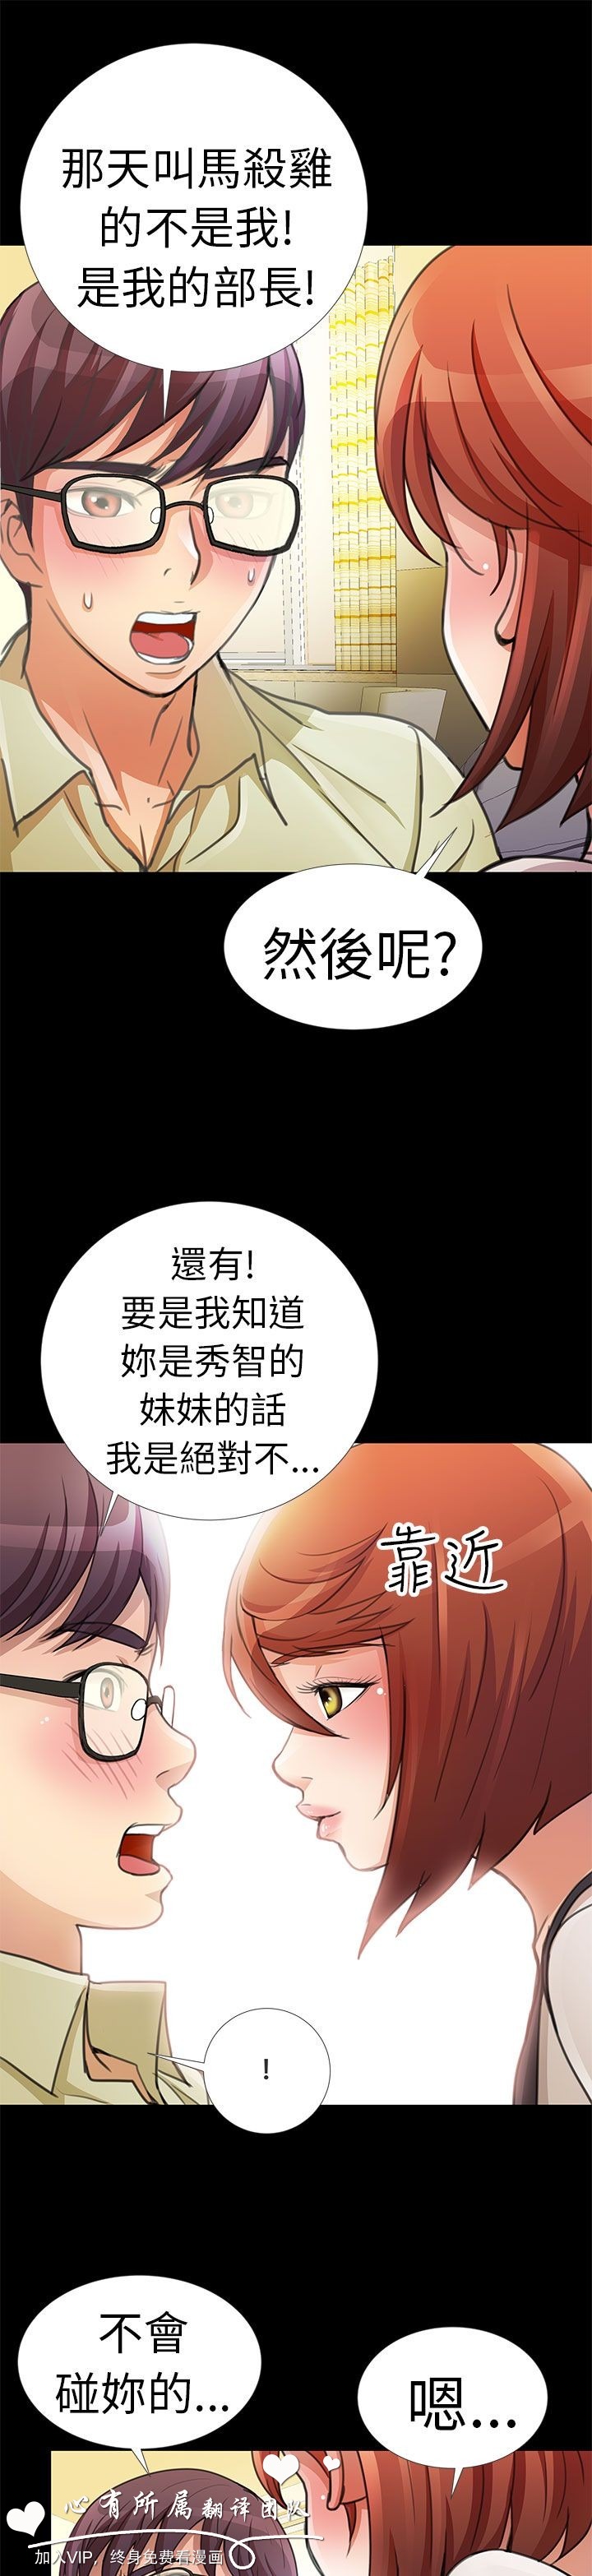 那天叫馬殺雞
的不是我!
是我的部長!
然後呢?
還有!
要是我知道
妳是秀智的
妹妹的話
我是絕對不...
靠近
!
不會
碰妳的...
嗯...
心有所属翻译团队
加入VIP，终身免费看漫画